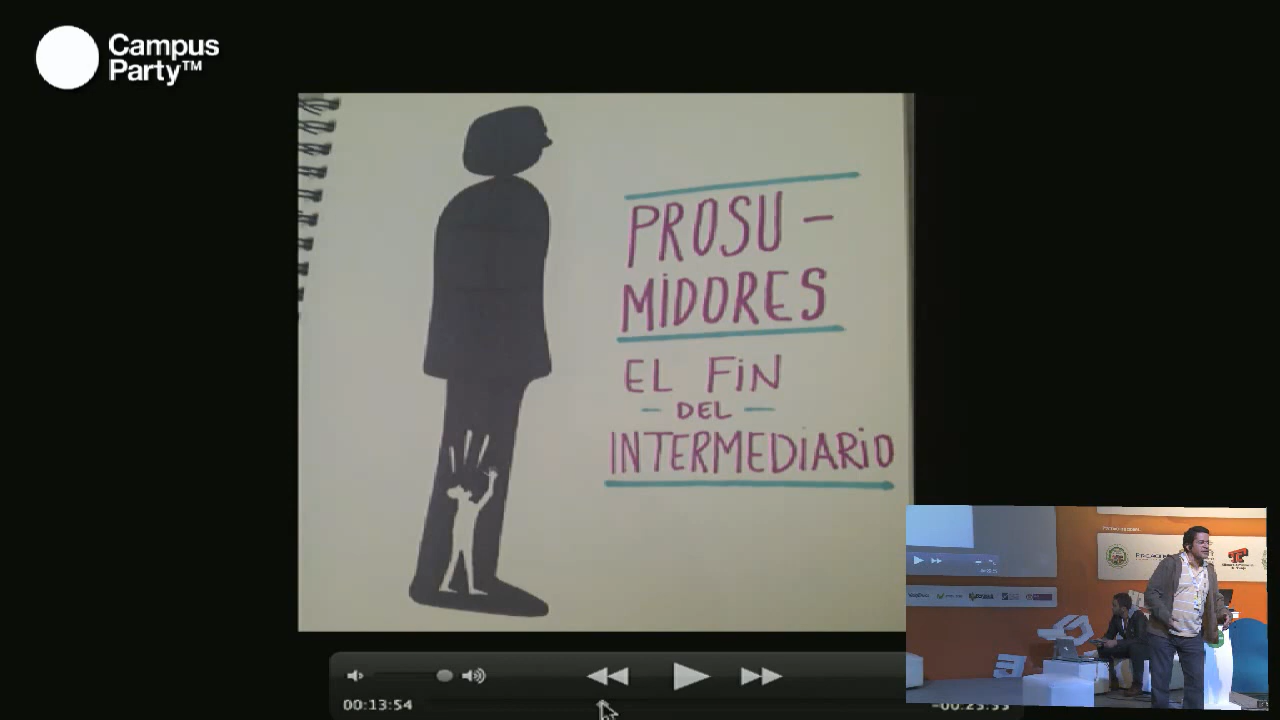 Campus
Party™
PROSU-
MIDORES
EL FiN
DEL
INTERMEDiARiO
00:13:54